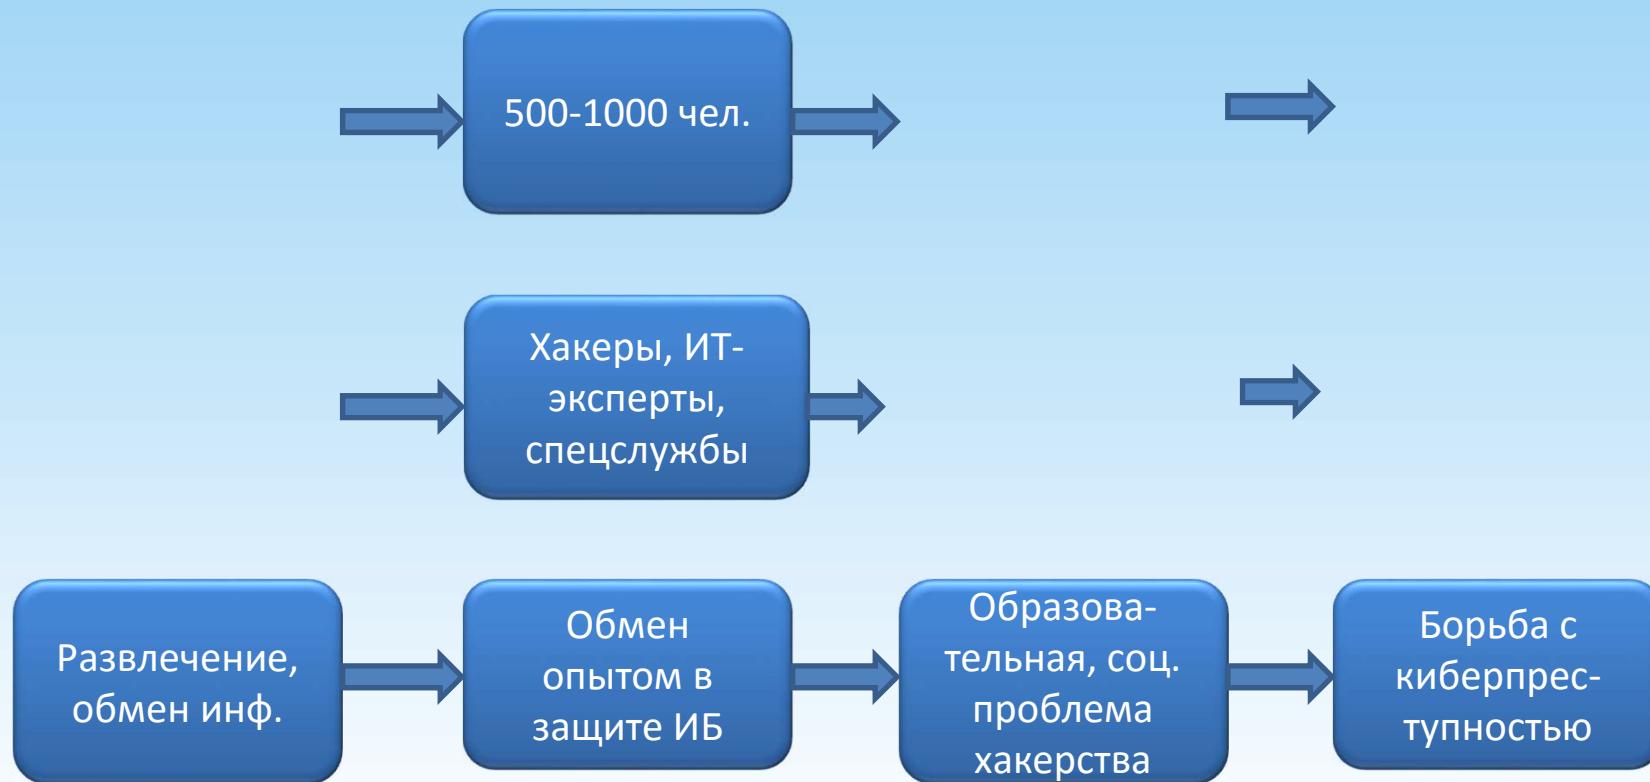 500-1000 чел.
Хакеры, ИТ-
эксперты,
спецслужбы
Развлечение,
обмен инф.
Обмен
опытом в
защите ИБ
Образова-
тельная, соц.
проблема
хакерства
Борьба с
киберпрес-
тупностью